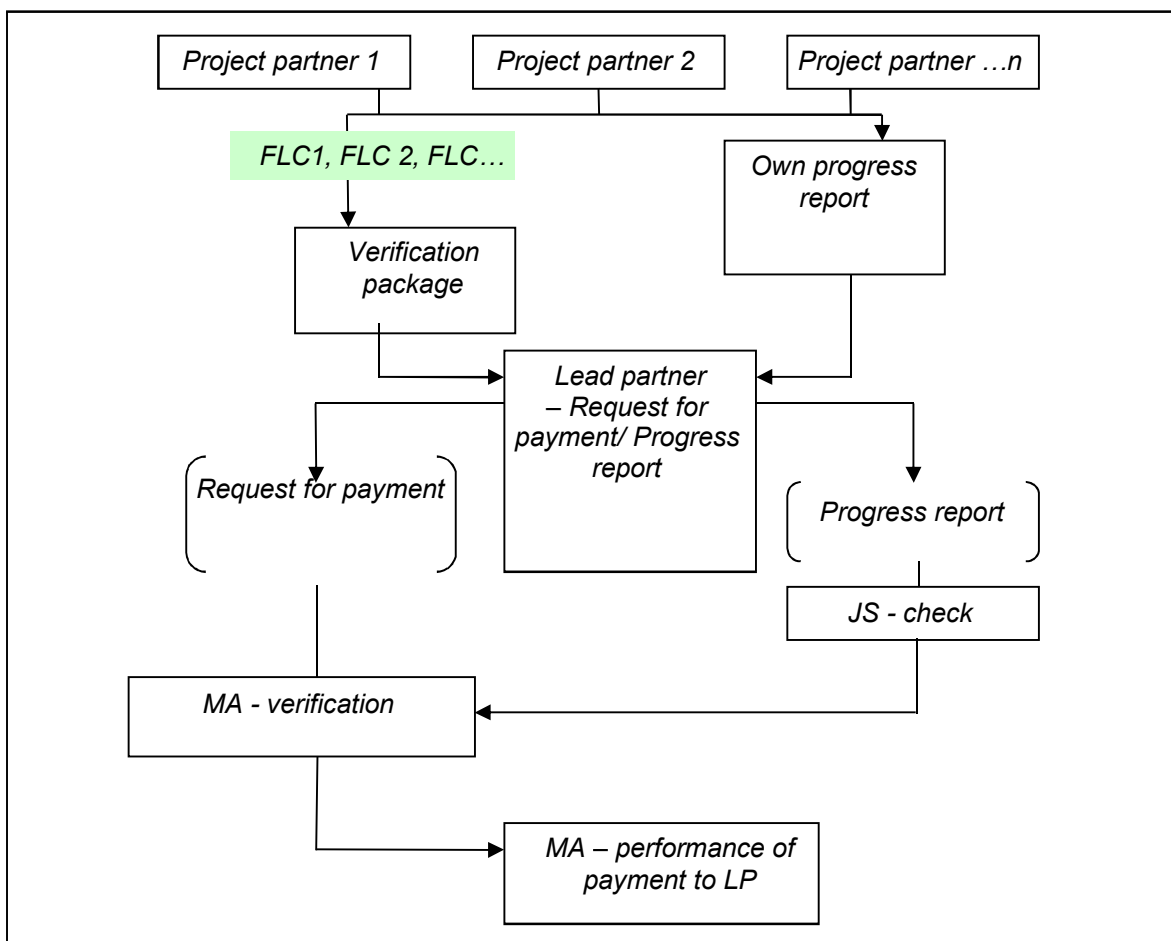 Project partner 1
Project partner 2
Project partner …n
FLC1, FLC 2, FLC…
Own progress
report
Verification
package
Lead partner
– Request for
payment/ Progress
report
Request for payment
Progress report
JS - check
MA - verification
MA – performance of
payment to LP